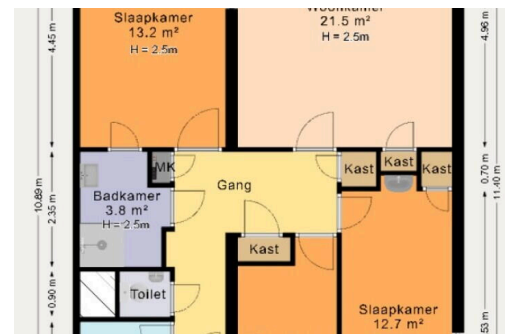 Slaapkamer
13.2 m²
H = 2.5m
Woonkamer
21.5 m²
H = 2.5m
4.45 m
4.96 m
MK
Kast
Kast
Kast
Gang
Badkamer
3.8 m²
H = 2.5m
10.89 m
2.35 m
0.70 m
11.40 m
Kast
Toilet
0.90 m
Slaapkamer
12.7 m²
53 m